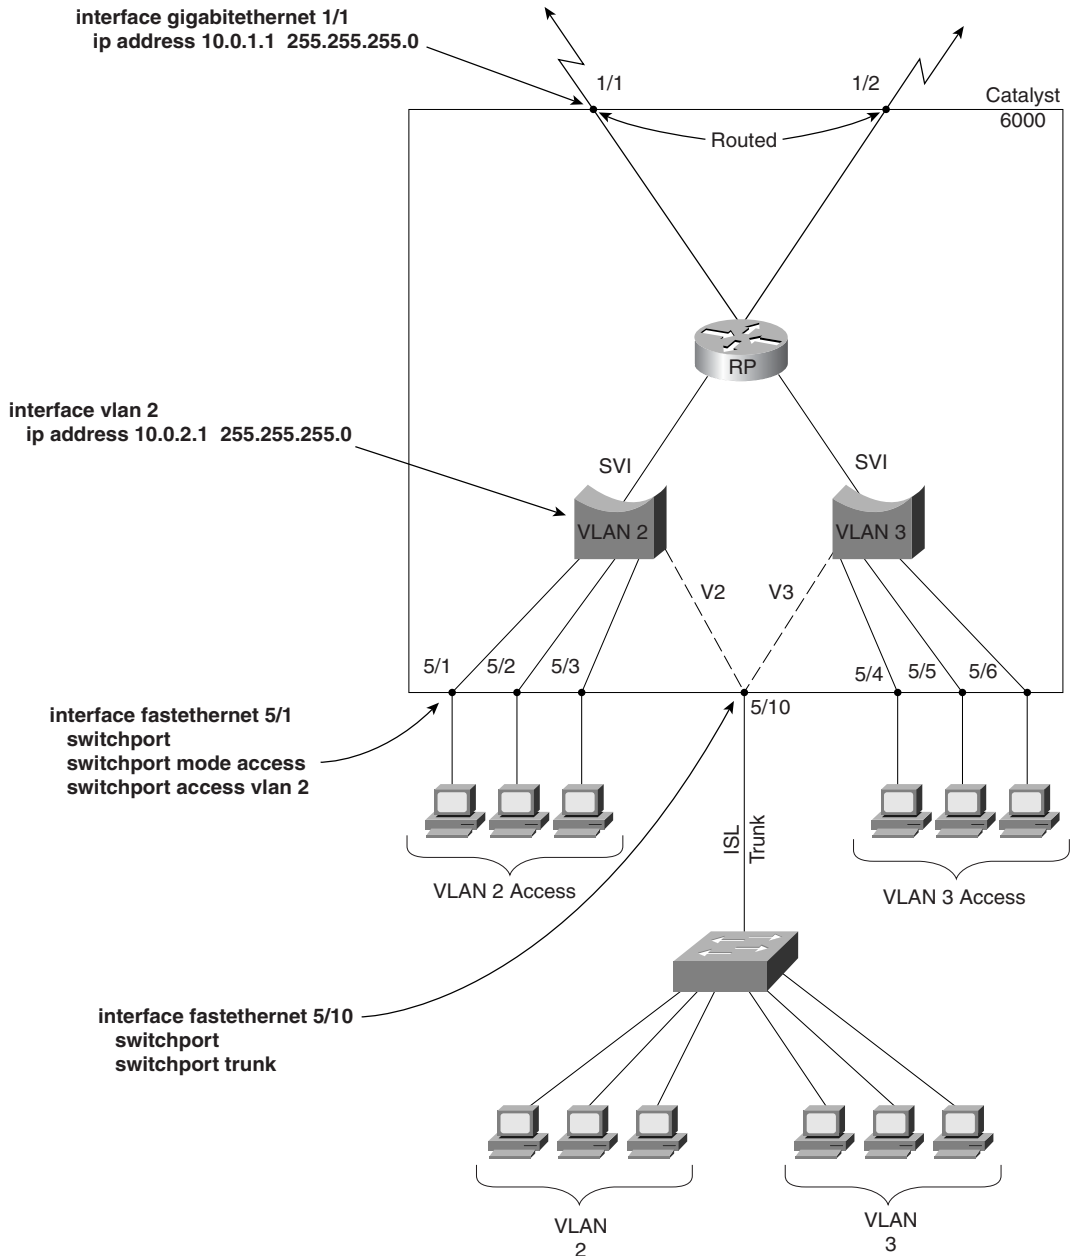 interface gigabitethernet 1/1
ip address 10.0.1.1 255.255.255.0
1/1
1/2
Catalyst
6000
Routed
RP
interface vlan 2
ip address 10.0.2.1 255.255.255.0
SVI
SVI
VLAN 2
VLAN 3
V2
V3
5/1
5/2
5/3
5/4
5/5
5/6
5/10
interface fastethernet 5/1
switchport
switchport mode access
switchport access vlan 2
ISL
Trunk
VLAN 2 Access
VLAN 3 Access
interface fastethernet 5/10
switchport
switchport trunk
VLAN
2
VLAN
3